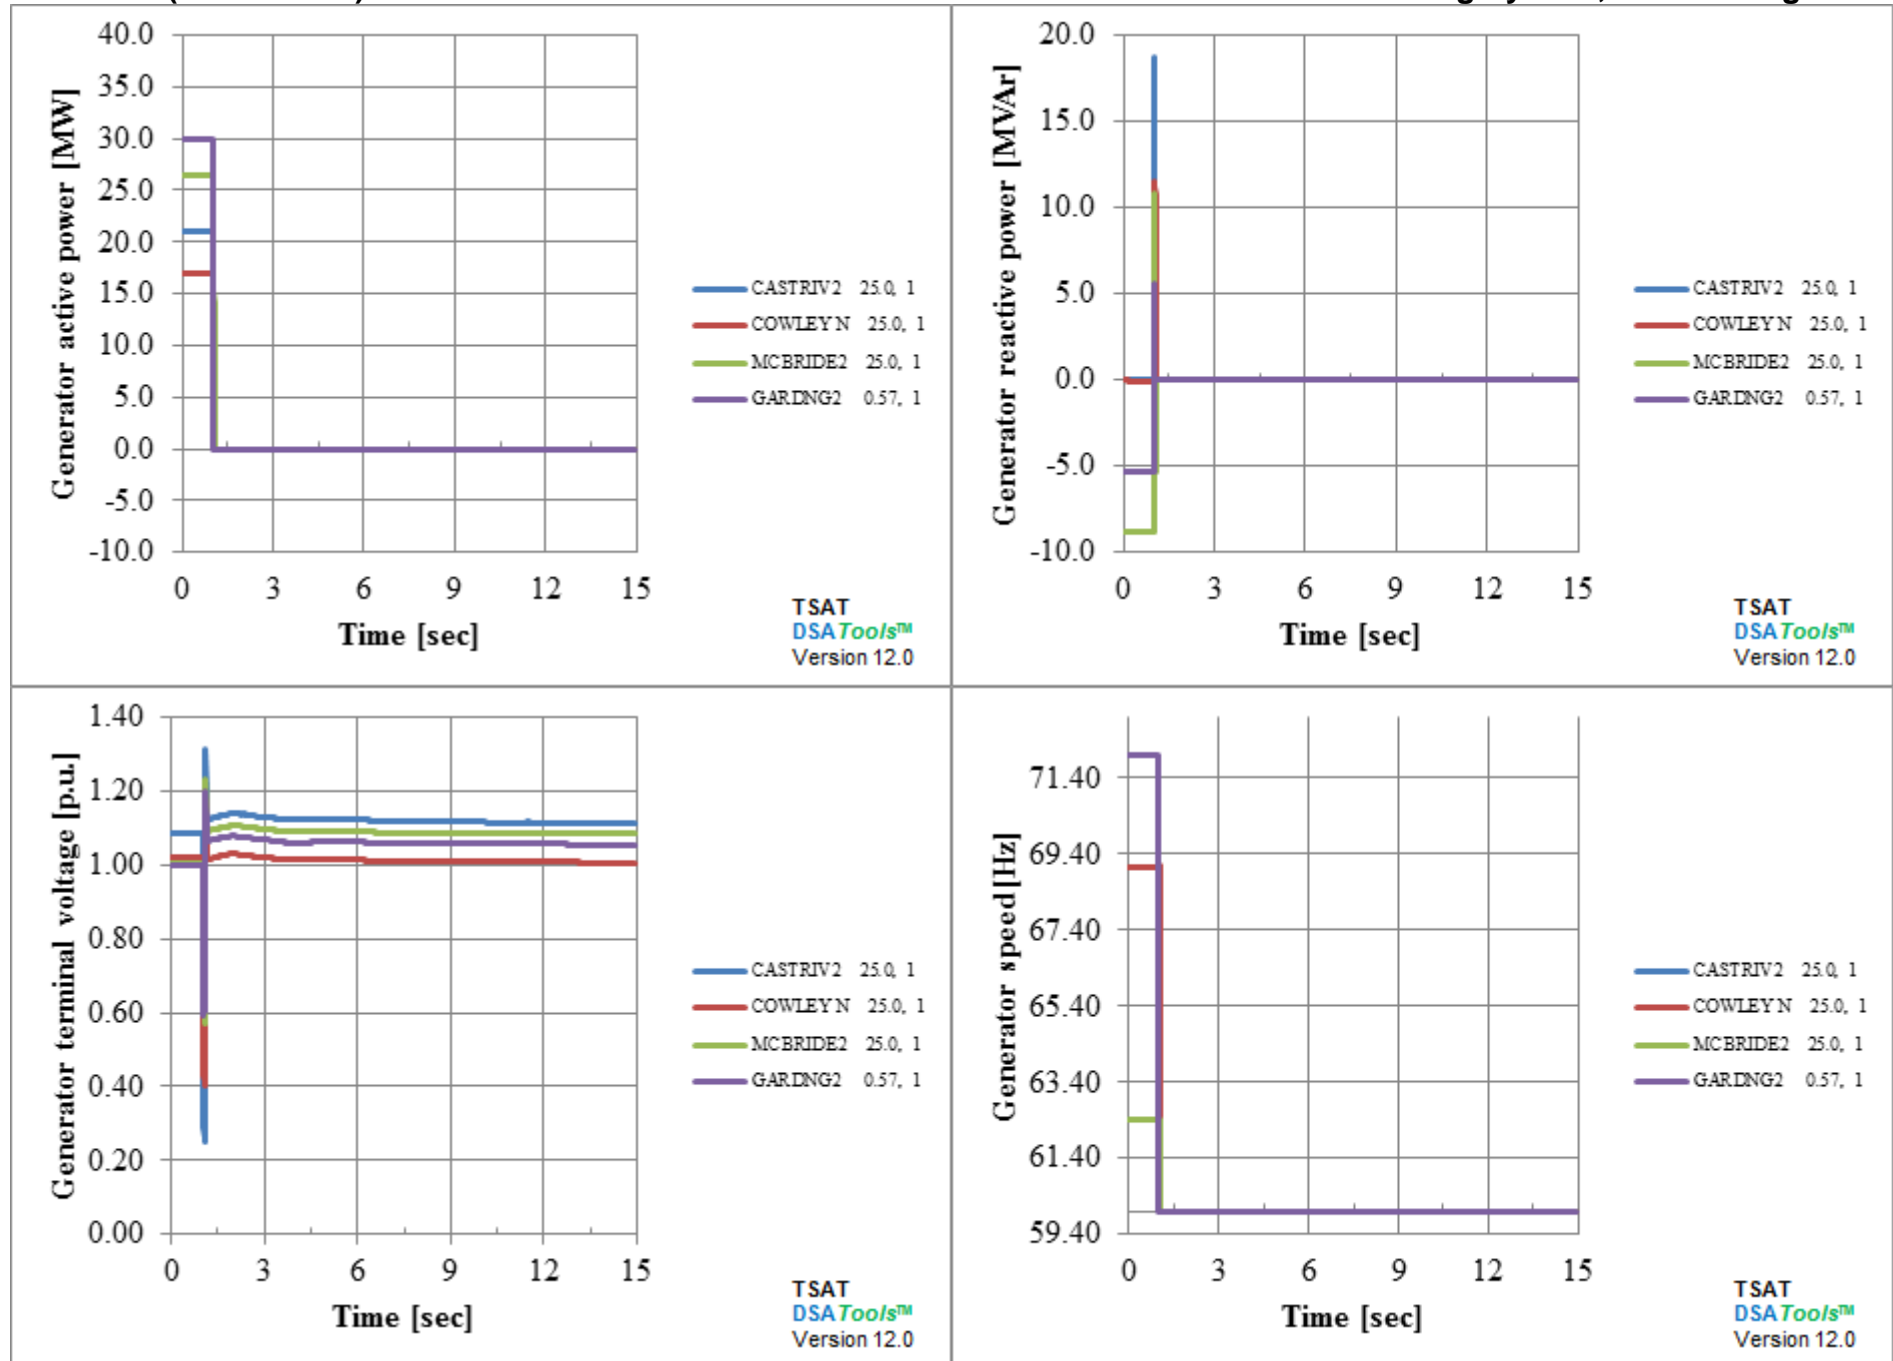 40.0
35.0
30.0
25.0
20.0
15.0
10.0
5.0
0.0
-5.0
-10.0
0 3 6 9 12 15
Generator active power [MW]
Time [sec]
CASTRIV2 25.0, 1
COWLEY N 25.0, 1
MCBRIDE2 25.0, 1
GARDNG2 0.57, 1
TSAT
DSATools™
Version 12.0
20.0
15.0
10.0
5.0
0.0
-5.0
-10.0
0 3 6 9 12 15
Generator reactive power [MVAr]
Time [sec]
CASTRIV2 25.0, 1
COWLEY N 25.0, 1
MCBRIDE2 25.0, 1
GARDNG2 0.57, 1
TSAT
DSATools™
Version 12.0
1.40
1.20
1.00
0.80
0.60
0.40
0.20
0.00
0 3 6 9 12 15
Generator terminal voltage [p.u.]
Time [sec]
CASTRIV2 25.0, 1
COWLEY N 25.0, 1
MCBRIDE2 25.0, 1
GARDNG2 0.57, 1
TSAT
DSATools™
Version 12.0
71.40
69.40
67.40
65.40
63.40
61.40
59.40
0 3 6 9 12 15
Generator speed[Hz]
Time [sec]
CASTRIV2 25.0, 1
COWLEY N 25.0, 1
MCBRIDE2 25.0, 1
GARDNG2 0.57, 1
TSAT
DSATools™
Version 12.0